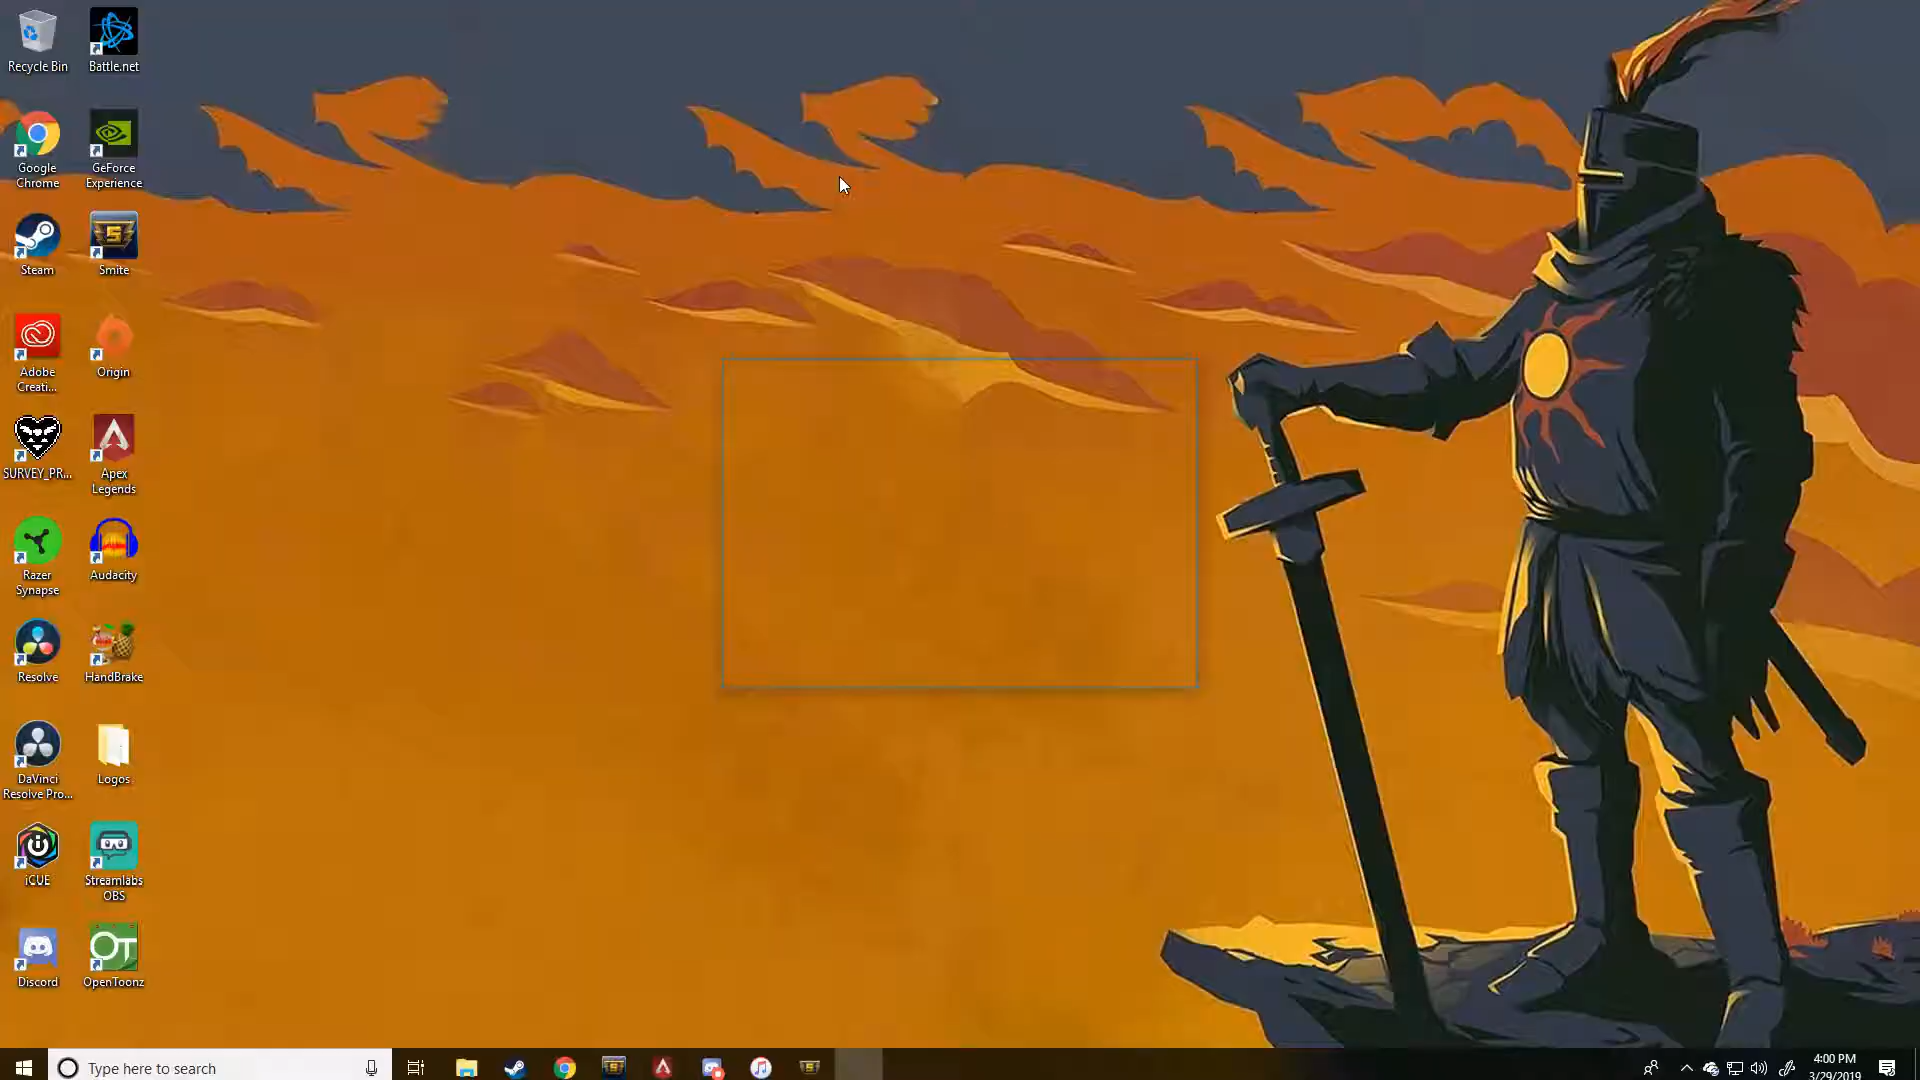 Recycle Bin
Battle.net
Google
Chrome
GeForce
Experience
Steam
Smite
Adobe
Creati...
Origin
SURVEY_PR...
Apex
Legends
Razer
Synapse
Audacity
Resolve
HandBrake
DaVinci
Resolve Pro...
Logos
iCUE
Streamlabs
OBS
Discord
OpenToonz
Type here to search
4:00 PM
3/29/2019